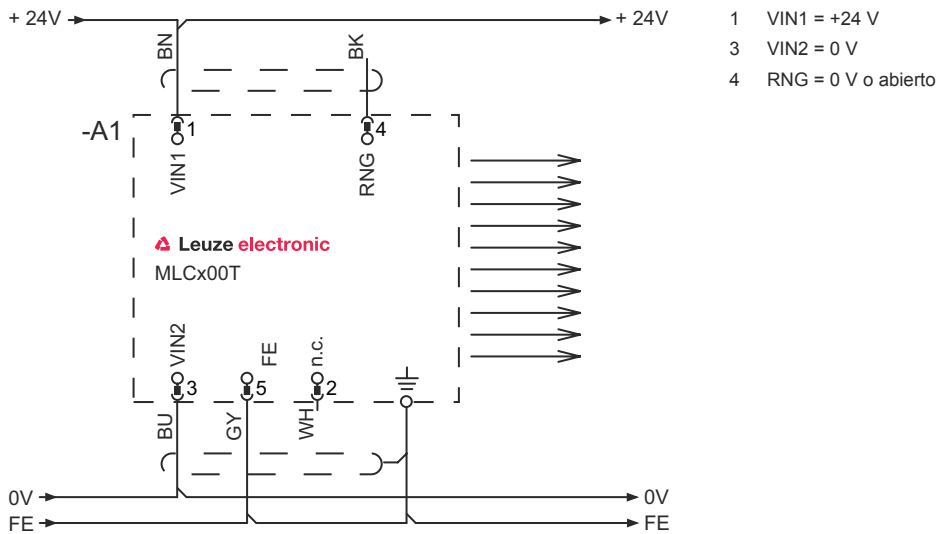 + 24V
+ 24V
1 VIN1 = +24 V
3 VIN2 = 0 V
4 RNG = 0 V o abierto
BN
BK
-A1
1
4
VIN1
RNG
Leuze electronic
MLCx00T
VIN2
FE
n.c.
3
5
2
BU
GY
WH
0V
0V
FE
FE